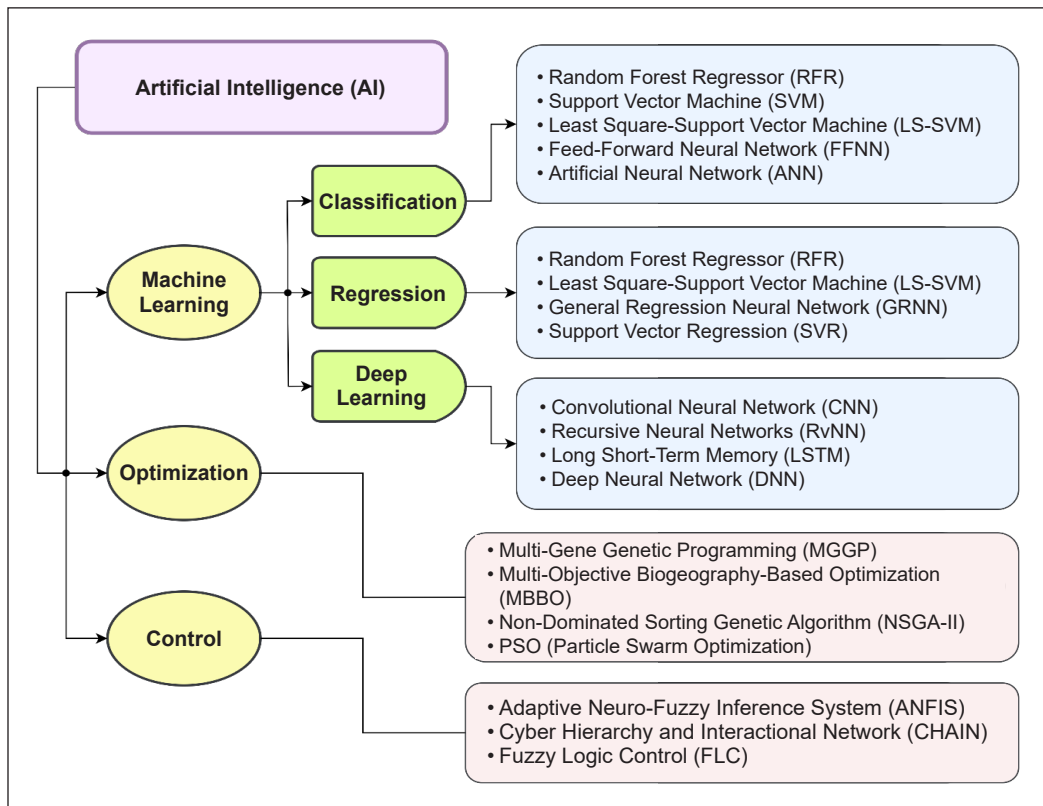 Artificial Intelligence (AI)
• Random Forest Regressor (RFR)
• Support Vector Machine (SVM)
• Least Square-Support Vector Machine (LS-SVM)
• Feed-Forward Neural Network (FFNN)
• Artificial Neural Network (ANN)
Classification
Machine
Learning
Regression
• Random Forest Regressor (RFR)
• Least Square-Support Vector Machine (LS-SVM)
• General Regression Neural Network (GRNN)
• Support Vector Regression (SVR)
Deep
Learning
• Convolutional Neural Network (CNN)
• Recursive Neural Networks (RvNN)
• Long Short-Term Memory (LSTM)
• Deep Neural Network (DNN)
Optimization
• Multi-Gene Genetic Programming (MGGP)
• Multi-Objective Biogeography-Based Optimization
(MBBO)
• Non-Dominated Sorting Genetic Algorithm (NSGA-II)
• PSO (Particle Swarm Optimization)
Control
• Adaptive Neuro-Fuzzy Inference System (ANFIS)
• Cyber Hierarchy and Interactional Network (CHAIN)
• Fuzzy Logic Control (FLC)